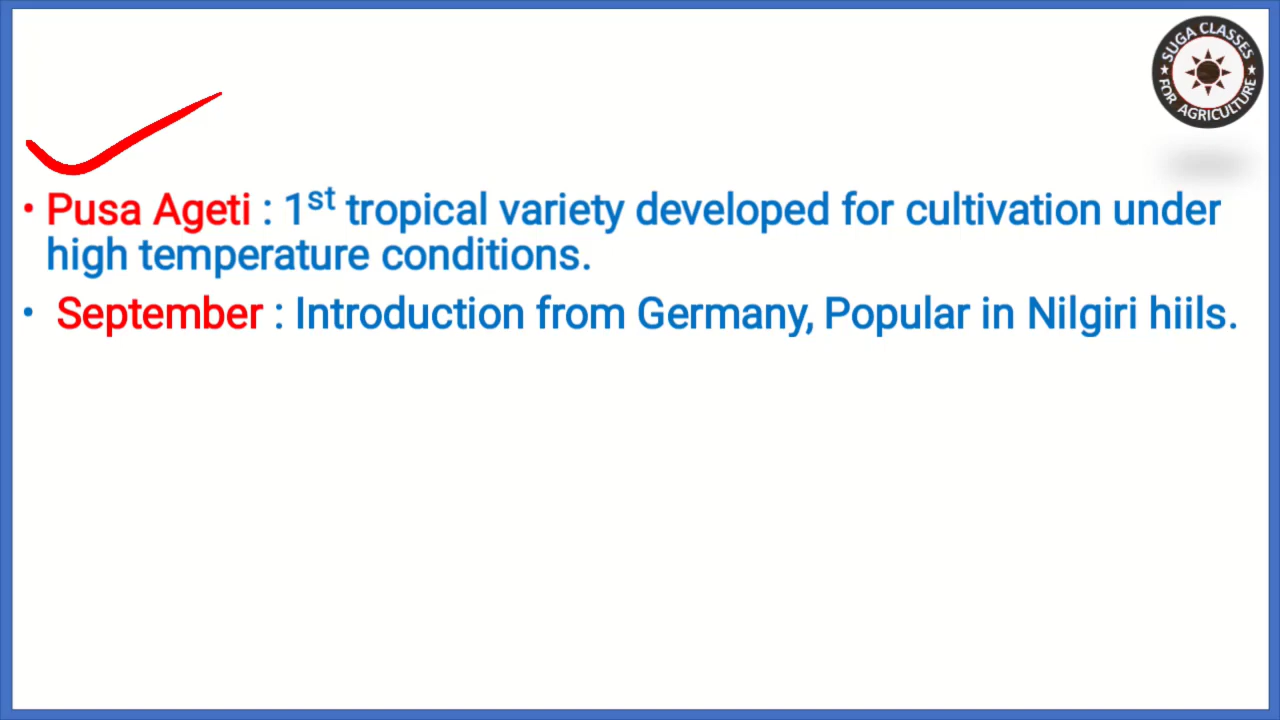 SUGA CLASSES
FOR AGRICULTURE
• Pusa Ageti : 1st tropical variety developed for cultivation under
high temperature conditions.
• September : Introduction from Germany, Popular in Nilgiri hiils.